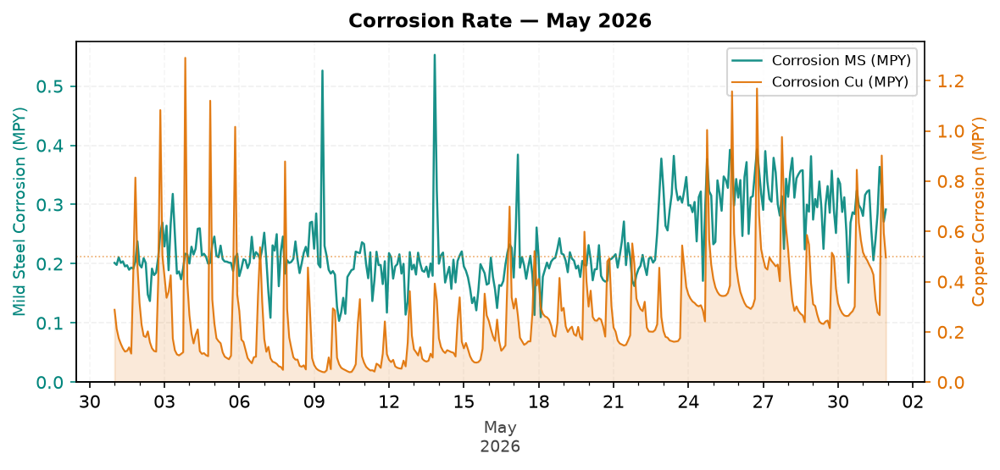 Corrosion Rate — May 2026
Corrosion MS (MPY)
Corrosion Cu (MPY)
Mild Steel Corrosion (MPY)
0.5
0.4
0.3
0.2
0.1
0.0
1.2
1.0
0.8
0.6
0.4
0.2
0.0
Copper Corrosion (MPY)
30 03 06 09 12 15 18 21 24 27 30 02
May
2026